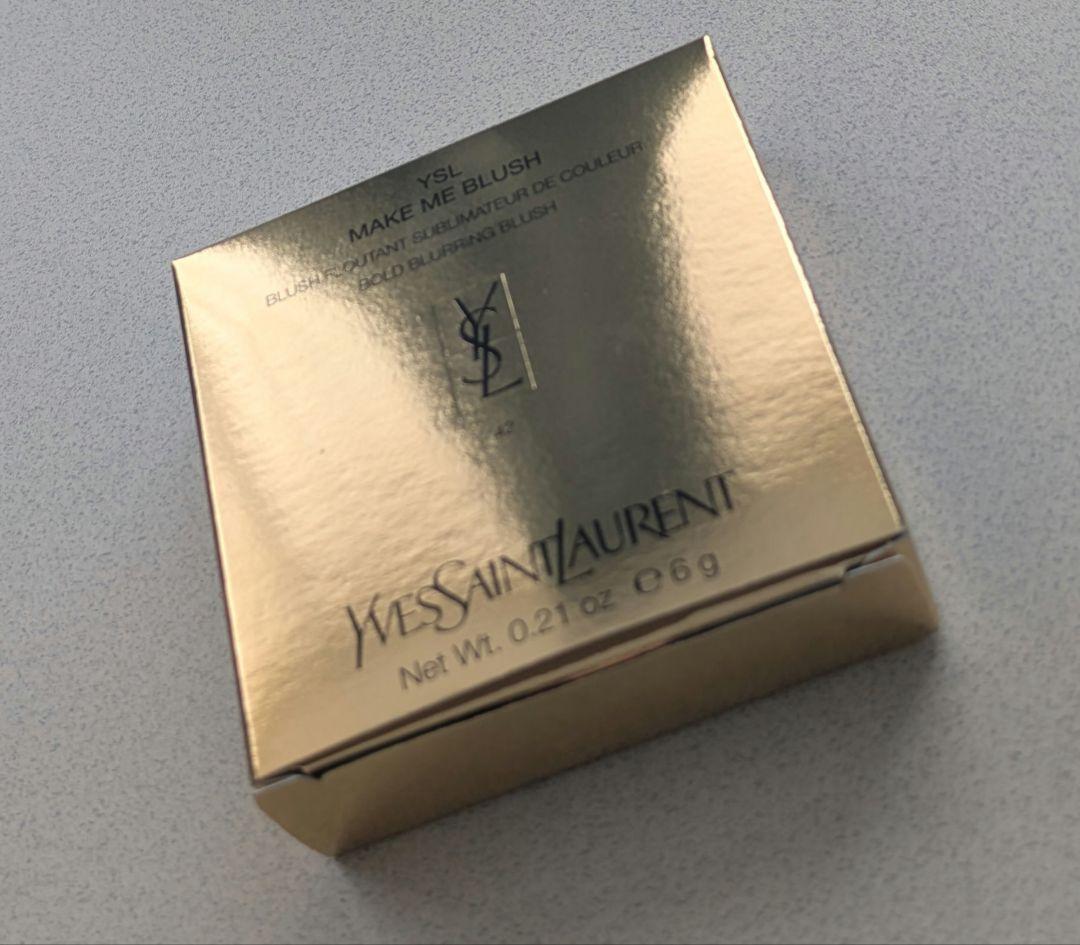 YSL
MAKE ME BLUSH
BLUSH FLOUTANT SUBLIMATEUR DE COULEUR
BOLD BLURRING BLUSH
YSL
42
YVESSAINTLAURENT
Net Wt. 0.21 oz ℮ 6 g